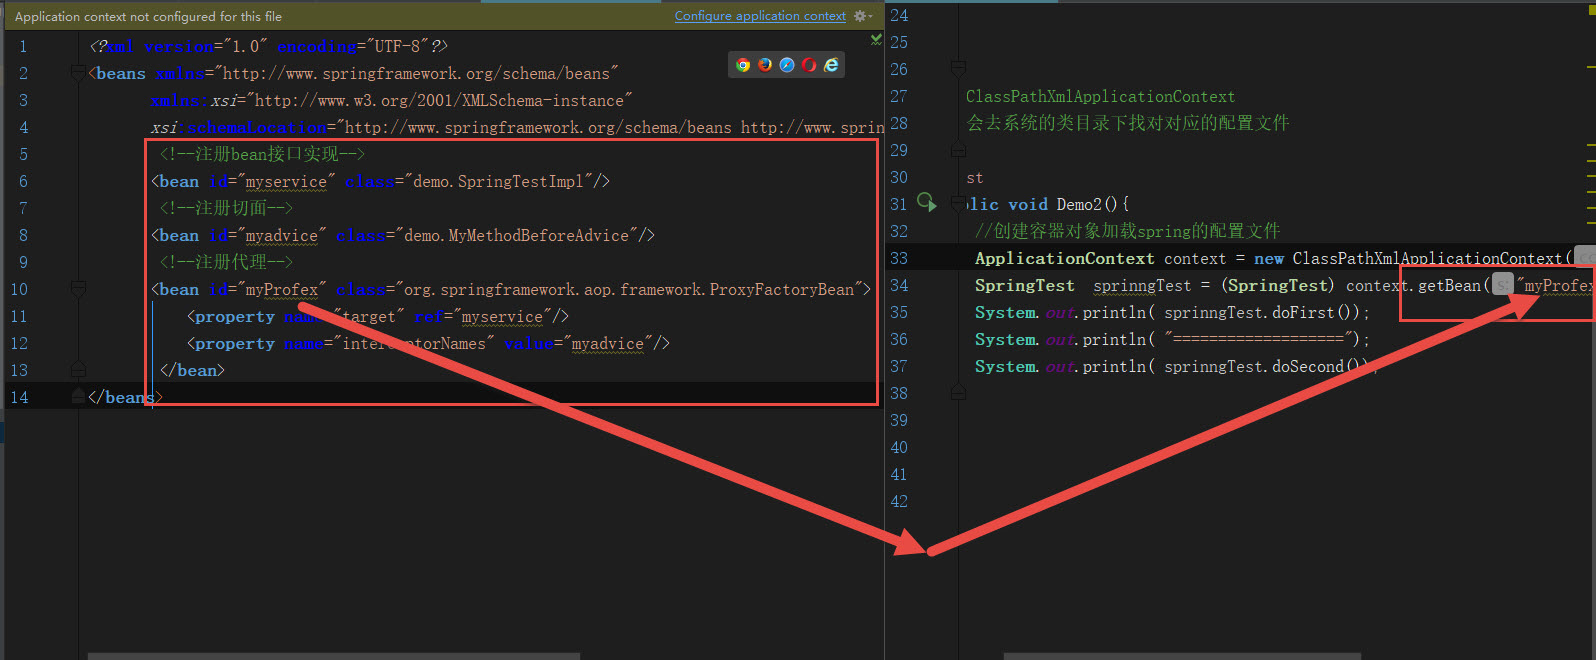 Application context not configured for this file
Configure application context
1 <?xml version="1.0" encoding="UTF-8"?>
2 <beans xmlns="http://www.springframework.org/schema/beans"
3 xmlns:xsi="http://www.w3.org/2001/XMLSchema-instance"
4 xsi:schemaLocation="http://www.springframework.org/schema/beans http://www.sprin
5 <!--注册bean接口实现-->
6 <bean id="myservice" class="demo.SpringTestImpl"/>
7 <!--注册切面-->
8 <bean id="myadvice" class="demo.MyMethodBeforeAdvice"/>
9 <!--注册代理-->
10 <bean id="myProfex" class="org.springframework.aop.framework.ProxyFactoryBean">
11 <property name="target" ref="myservice"/>
12 <property name="interceptorNames" value="myadvice"/>
13 </bean>
14 </beans>
24
25
26
27 ClassPathXmlApplicationContext
28 会去系统的类目录下找对对应的配置文件
29
30 st
31 lic void Demo2(){
32 //创建容器对象加载spring的配置文件
33 ApplicationContext context = new ClassPathXmlApplicationContext(
34 SpringTest sprinngTest = (SpringTest) context.getBean( s: "myProfex
35 System.out.println( sprinngTest.doFirst());
36 System.out.println( "===================");
37 System.out.println( sprinngTest.doSecond());
38
39
40
41
42